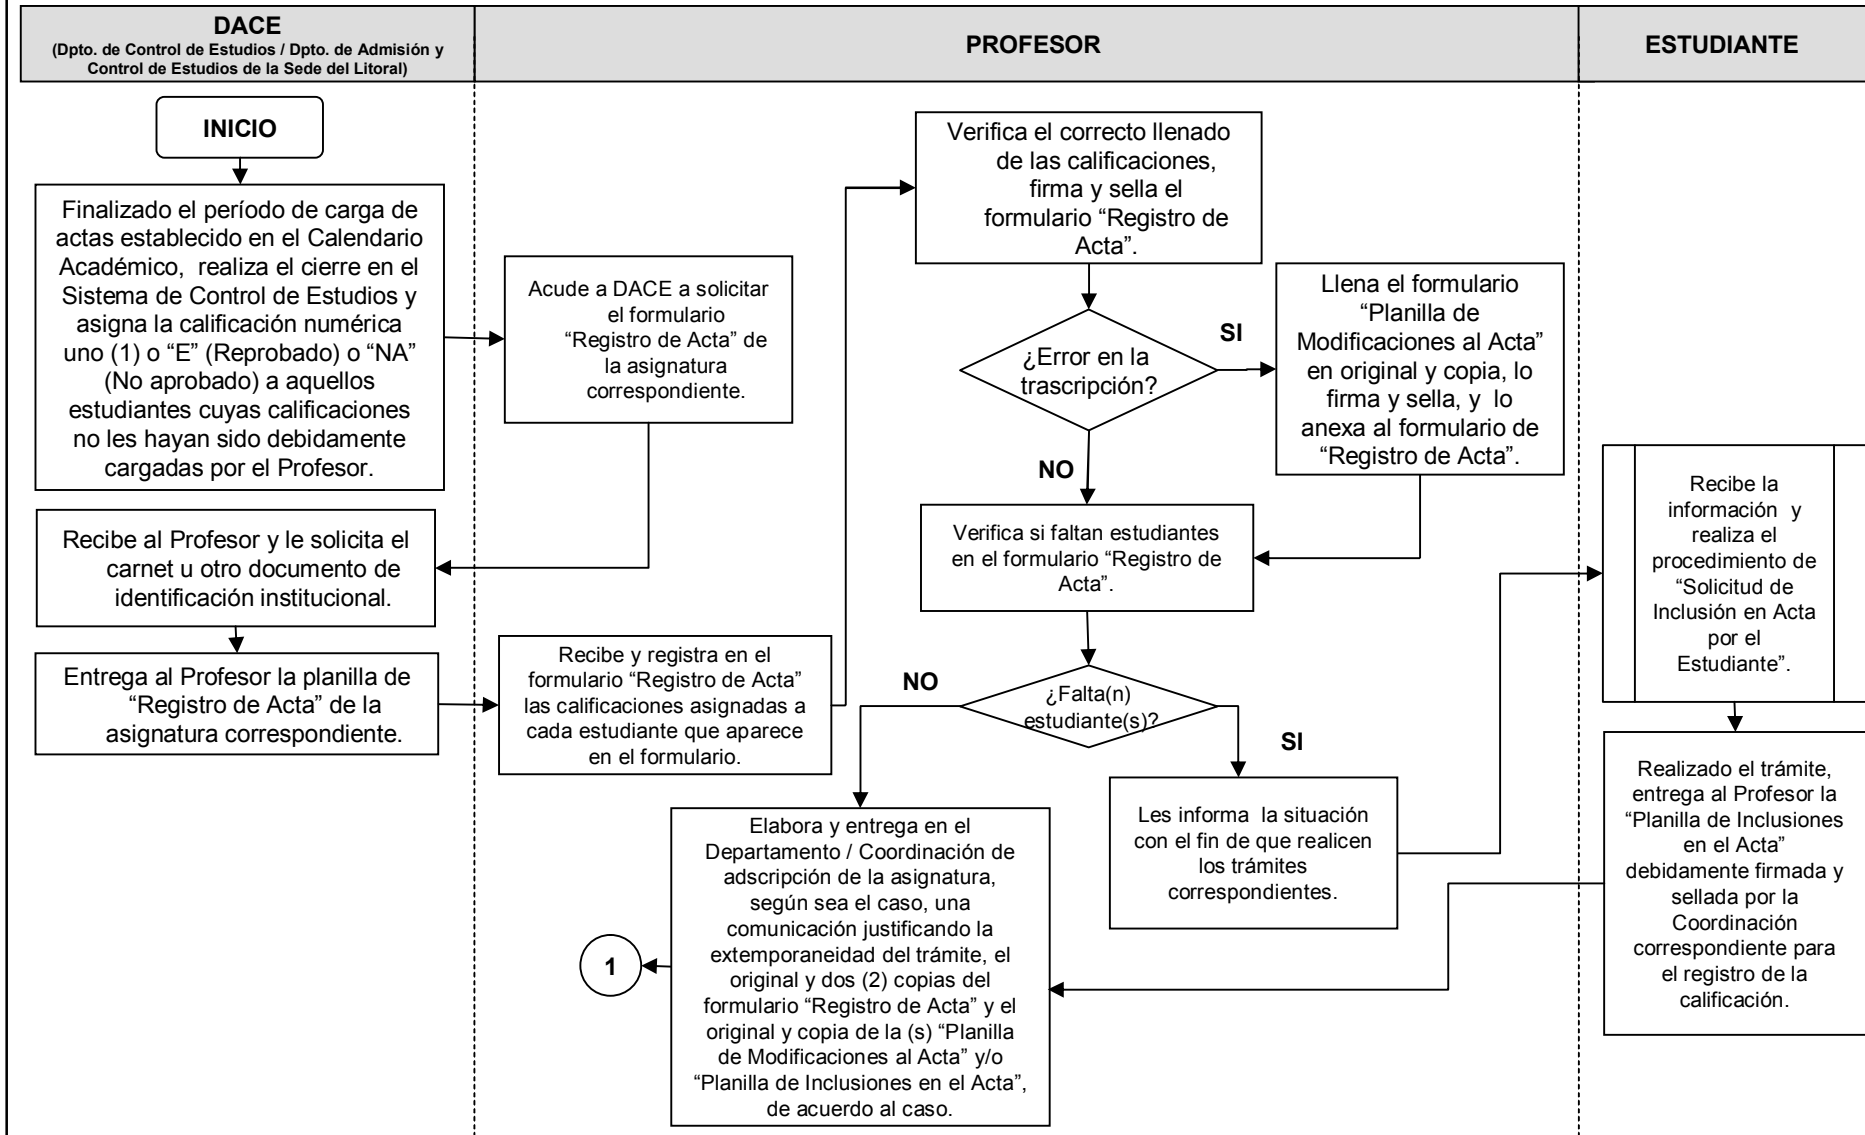 DACE
(Dpto. de Control de Estudios / Dpto. de Admisión y
Control de Estudios de la Sede del Litoral)
PROFESOR
ESTUDIANTE
INICIO
Finalizado el período de carga de
actas establecido en el Calendario
Académico, realiza el cierre en el
Sistema de Control de Estudios y
asigna la calificación numérica
uno (1) o “E” (Reprobado) o “NA”
(No aprobado) a aquellos
estudiantes cuyas calificaciones
no les hayan sido debidamente
cargadas por el Profesor.
Acude a DACE a solicitar
el formulario
“Registro de Acta” de
la asignatura
correspondiente.
Recibe al Profesor y le solicita el
carnet u otro documento de
identificación institucional.
Entrega al Profesor la planilla de
“Registro de Acta” de la
asignatura correspondiente.
Recibe y registra en el
formulario “Registro de Acta”
las calificaciones asignadas a
cada estudiante que aparece
en el formulario.
Verifica el correcto llenado
de las calificaciones,
firma y sella el
formulario “Registro de
Acta”.
¿Error en la
trascripción?
SI
Llena el formulario
“Planilla de
Modificaciones al Acta”
en original y copia, lo
firma y sella, y lo
anexa al formulario de
“Registro de Acta”.
NO
Verifica si faltan estudiantes
en el formulario “Registro de
Acta”.
¿Falta(n)
estudiante(s)?
NO
SI
Les informa la situación
con el fin de que realicen
los trámites
correspondientes.
Recibe la
información y
realiza el
procedimiento de
“Solicitud de
Inclusión en Acta
por el
Estudiante”.
Realizado el trámite,
entrega al Profesor la
“Planilla de Inclusiones
en el Acta”
debidamente firmada y
sellada por la
Coordinación
correspondiente para
el registro de la
calificación.
Elabora y entrega en el
Departamento / Coordinación de
adscripción de la asignatura,
según sea el caso, una
comunicación justificando la
extemporaneidad del trámite, el
original y dos (2) copias del
formulario “Registro de Acta” y el
original y copia de la (s) “Planilla
de Modificaciones al Acta” y/o
“Planilla de Inclusiones en el Acta”,
de acuerdo al caso.
1